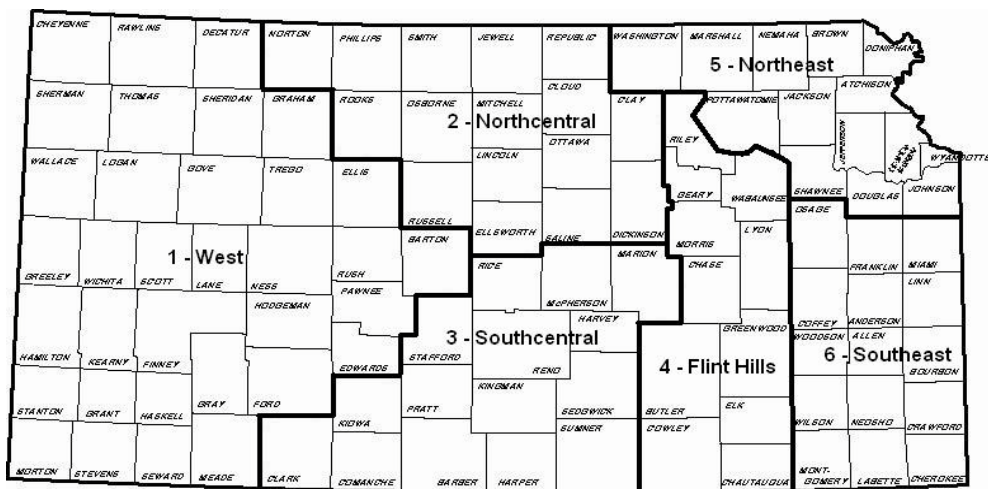 CHEYENNE RAWLINS DECATUR NORTON PHILLIPS SMITH JEWELL REPUBLIC WASHINGTON MARSHALL NEMAHA BROWN
DONIPHAN
5 - Northeast
ATCHISON
SHERMAN THOMAS SHERIDAN GRAHAM ROOKS OSBORNE MITCHELL CLOUD CLAY POTTAWATOMIE JACKSON
2 - Northcentral
RILEY OTTAWA JEFFERSON
WYANDOTTE
WALLACE LOGAN GOVE TREGO ELLIS LINCOLN
GEARY WABAUNSEE SHAWNEE DOUGLAS JOHNSON
RUSSELL ELLSWORTH SALINE DICKINSON MORRIS LYON OSAGE
1 - West
BARTON
GREELEY WICHITA SCOTT LANE NESS RUSH RICE MARION CHASE FRANKLIN MIAMI
HODGEMAN PAWNEE McPHERSON LINN
HARVEY
3 - Southcentral
GREENWOOD COFFEY ANDERSON
WOODSON ALLEN
6 - Southeast
HAMILTON KEARNY FINNEY EDWARDS STAFFORD RENO
4 - Flint Hills
BOURBON
KINGMAN
STANTON GRANT HASKELL GRAY FORD PRATT SEDGWICK BUTLER ELK
KIOWA SUMNER COWLEY WILSON NEOSHO CRAWFORD
MORTON STEVENS SEWARD MEADE CLARK COMANCHE BARBER HARPER CHAUTAUQUA MONT-
GOMERY LABETTE CHEROKEE